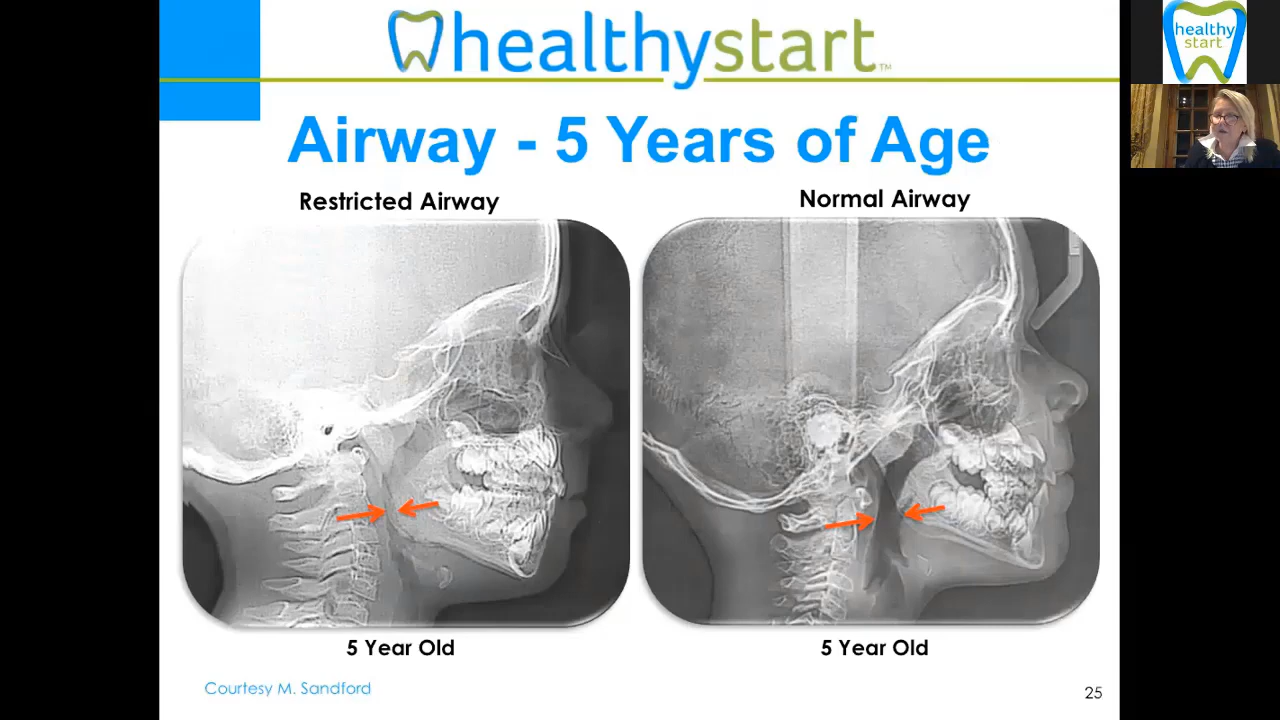 healthystart™
healthy
start
Airway - 5 Years of Age
Restricted Airway
Normal Airway
5 Year Old
5 Year Old
Courtesy M. Sandford
25